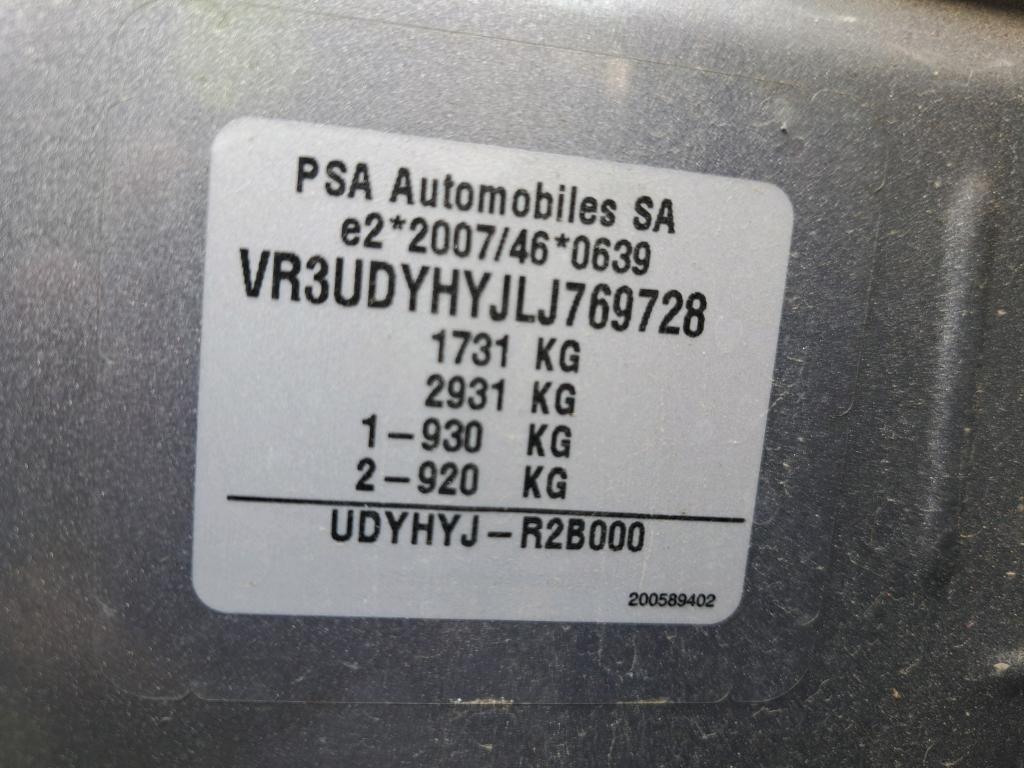 PSA Automobiles SA
e2*2007/46*0639
VR3UDYHYJLJ769728
1731 KG
2931 KG
1-930 KG
2-920 KG
UDYHYJ-R2B000
200589402